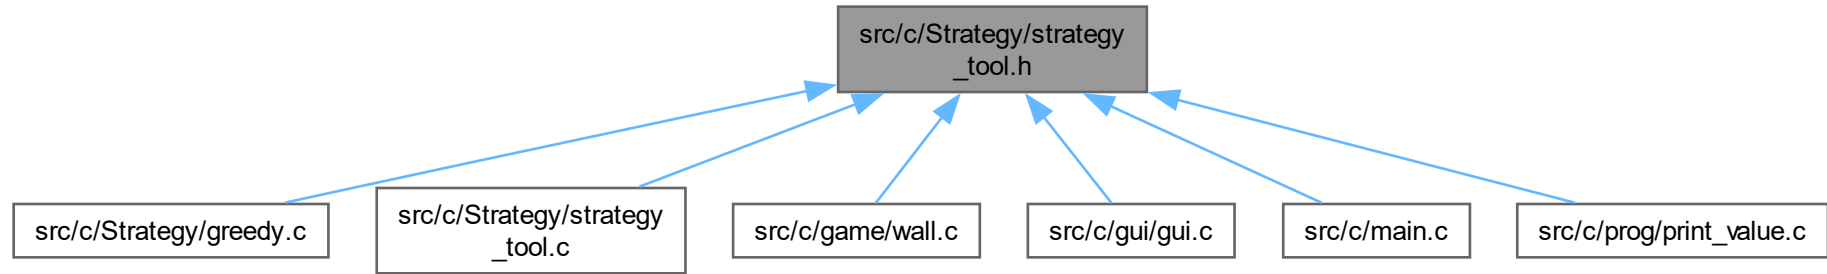 src/c/Strategy/strategy
_tool.h
src/c/Strategy/greedy.c
src/c/Strategy/strategy
_tool.c
src/c/game/wall.c
src/c/gui/gui.c
src/c/main.c
src/c/prog/print_value.c